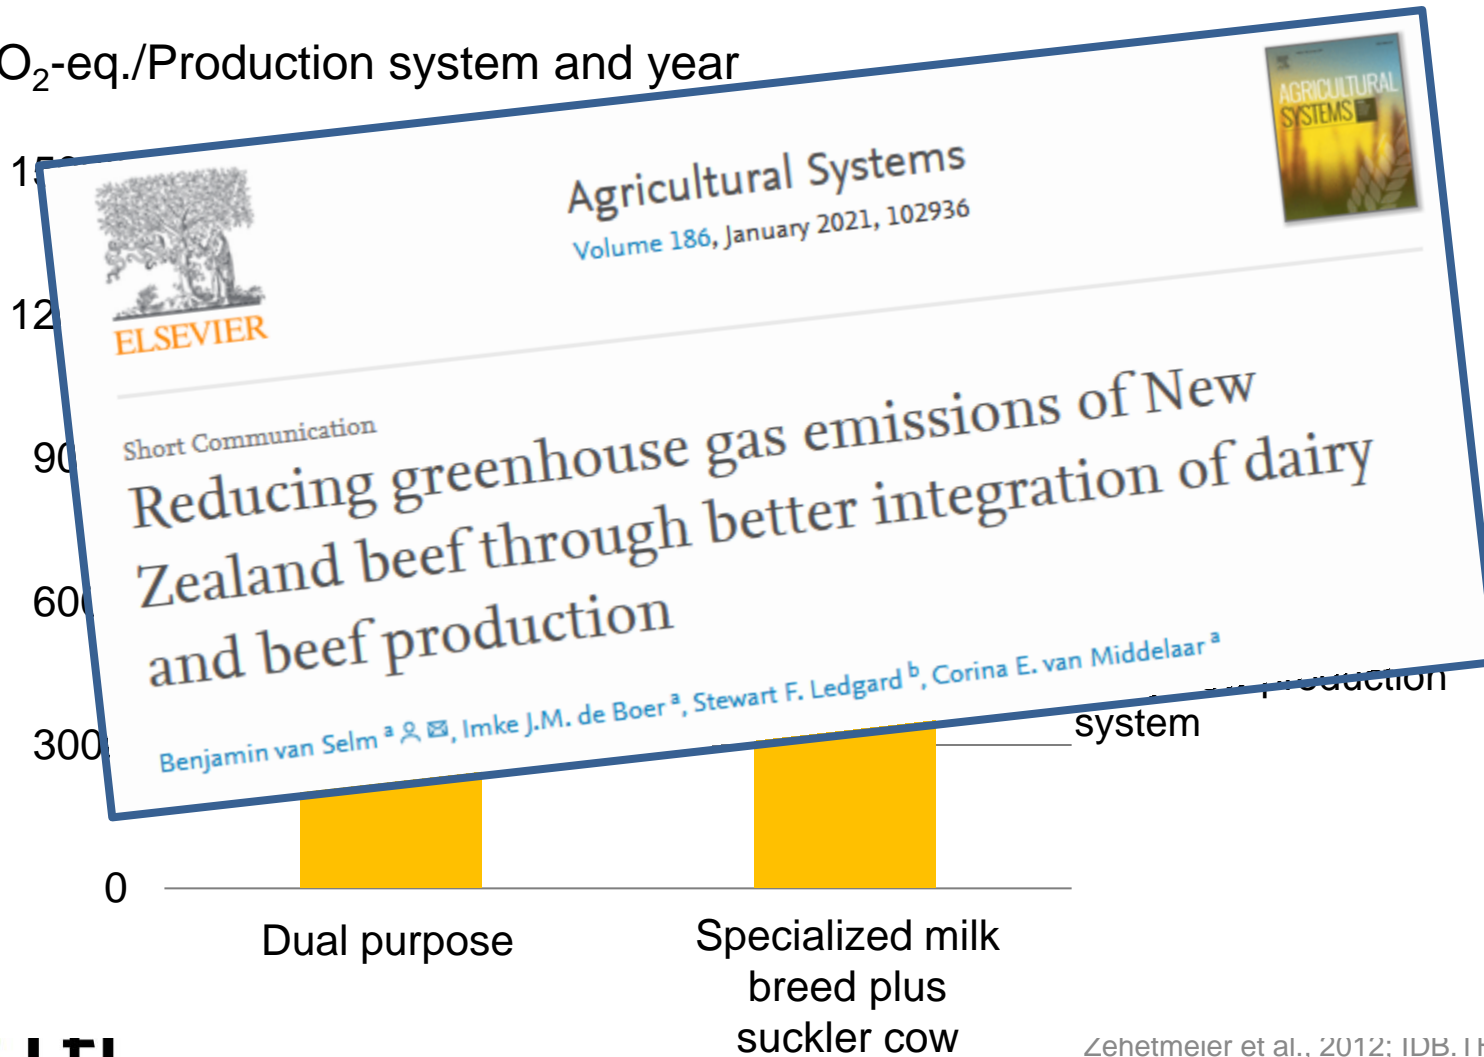 O₂-eq./Production system and year
AGRICULTURAL
SYSTEMS
Agricultural Systems
Volume 186, January 2021, 102936
ELSEVIER
Short Communication
Reducing greenhouse gas emissions of New
Zealand beef through better integration of dairy
and beef production
Benjamin van Selm ᵃ, Imke J.M. de Boer ᵃ, Stewart F. Ledgard ᵇ, Corina E. van Middelaar ᵃ
production
system
300
0
Dual purpose
Specialized milk
breed plus
suckler cow
Zehetmeier et al., 2012; IDB.